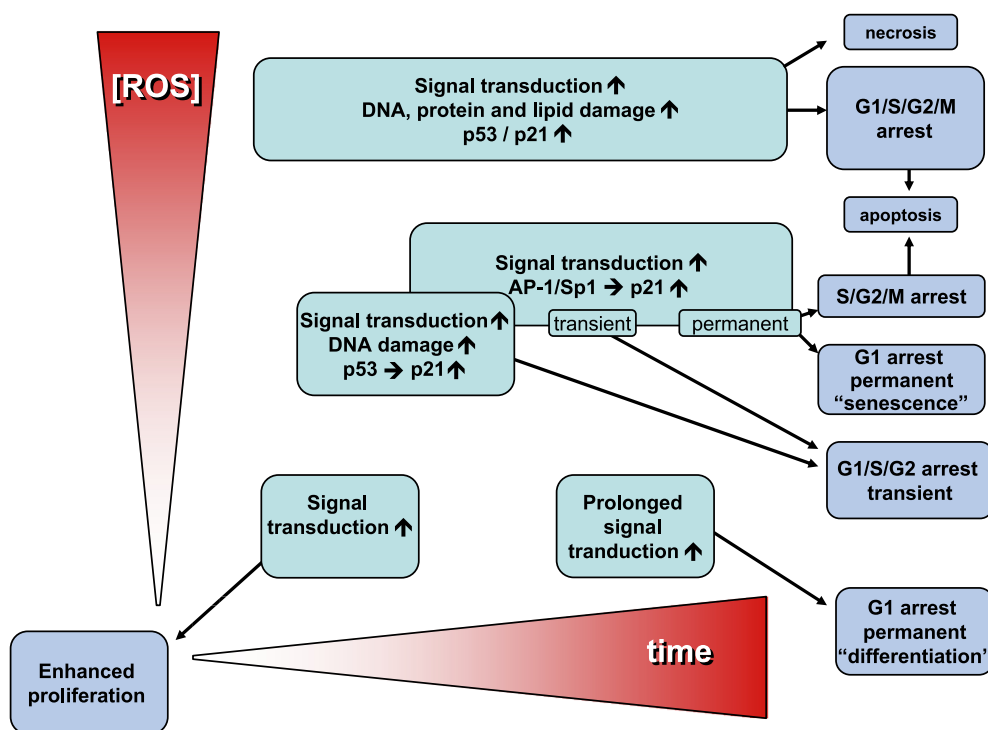 [ROS]
necrosis
Signal transduction ↑
DNA, protein and lipid damage ↑
p53 / p21 ↑
G1/S/G2/M
arrest
apoptosis
Signal transduction ↑
AP-1/Sp1 → p21 ↑
transient
permanent
S/G2/M arrest
Signal transduction ↑
DNA damage ↑
p53 → p21 ↑
G1 arrest
permanent
“senescence”
G1/S/G2 arrest
transient
Signal
transduction ↑
Prolonged
signal
tranduction ↑
G1 arrest
permanent
“differentiation”
time
Enhanced
proliferation